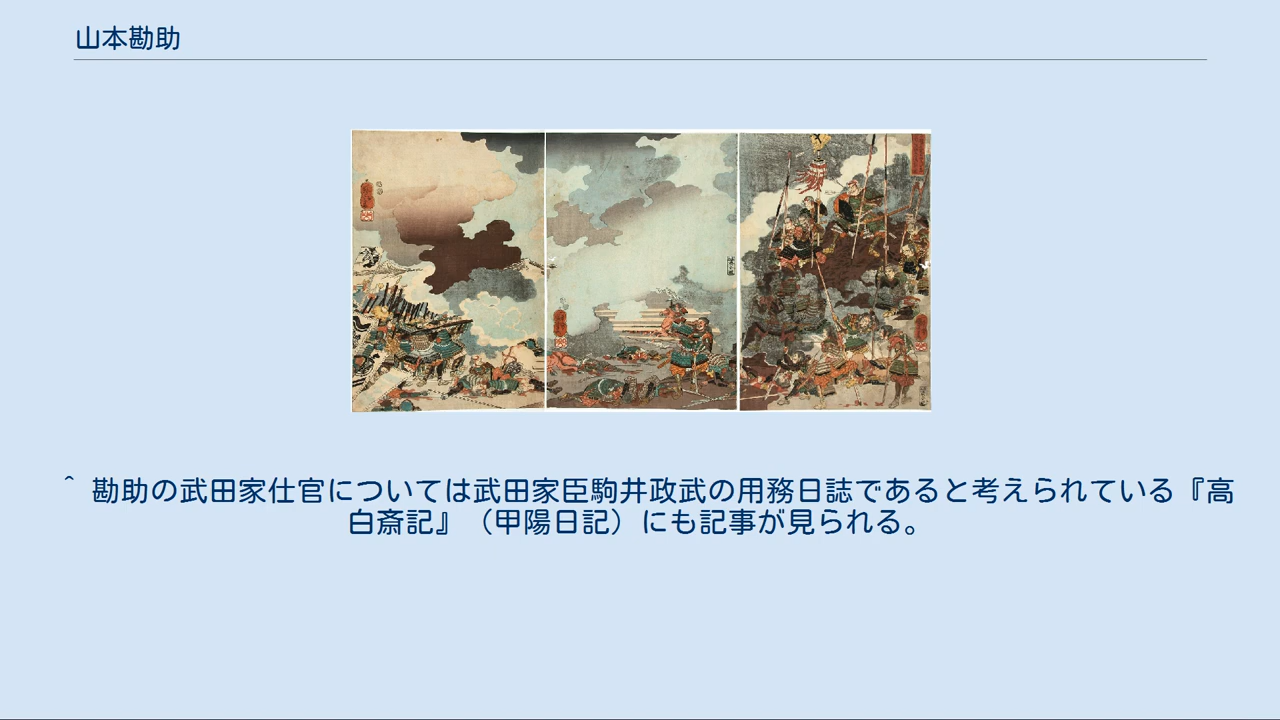 山本勘助
^ 勘助の武田家仕官については武田家臣駒井政武の用務日誌であると考えられている『高
白斎記』（甲陽日記）にも記事が見られる。